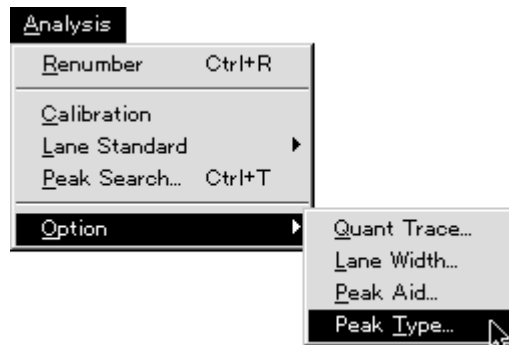 Analysis
Renumber Ctrl+R
Calibration
Lane Standard
Peak Search... Ctrl+T
Option
Quant Trace...
Lane Width...
Peak Aid...
Peak Type...